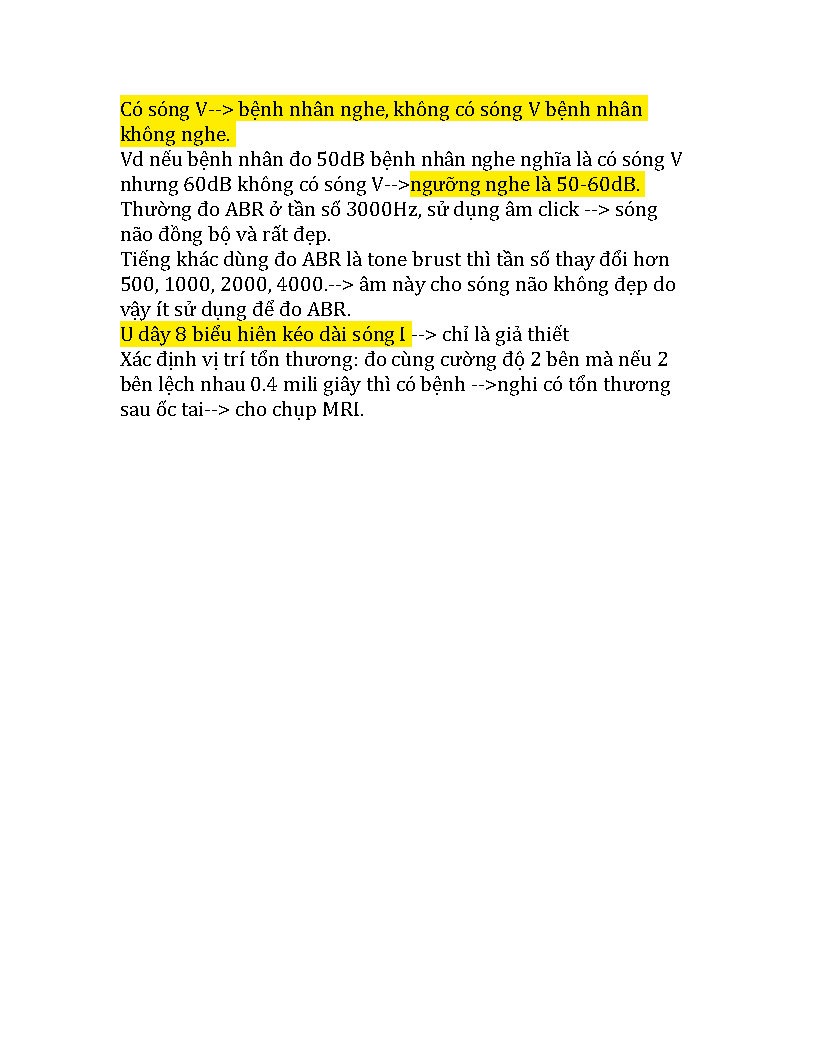 Có sóng V--> bệnh nhân nghe, không có sóng V bệnh nhân
không nghe.
Vd nếu bệnh nhân đo 50dB bệnh nhân nghe nghĩa là có sóng V
nhưng 60dB không có sóng V-->ngưỡng nghe là 50-60dB.
Thường đo ABR ở tần số 3000Hz, sử dụng âm click --> sóng
não đồng bộ và rất đẹp.
Tiếng khác dùng đo ABR là tone brust thì tần số thay đổi hơn
500, 1000, 2000, 4000.--> âm này cho sóng não không đẹp do
vậy ít sử dụng để đo ABR.
U dây 8 biểu hiên kéo dài sóng I --> chỉ là giả thiết
Xác định vị trí tổn thương: đo cùng cường độ 2 bên mà nếu 2
bên lệch nhau 0.4 mili giây thì có bệnh -->nghi có tổn thương
sau ốc tai--> cho chụp MRI.